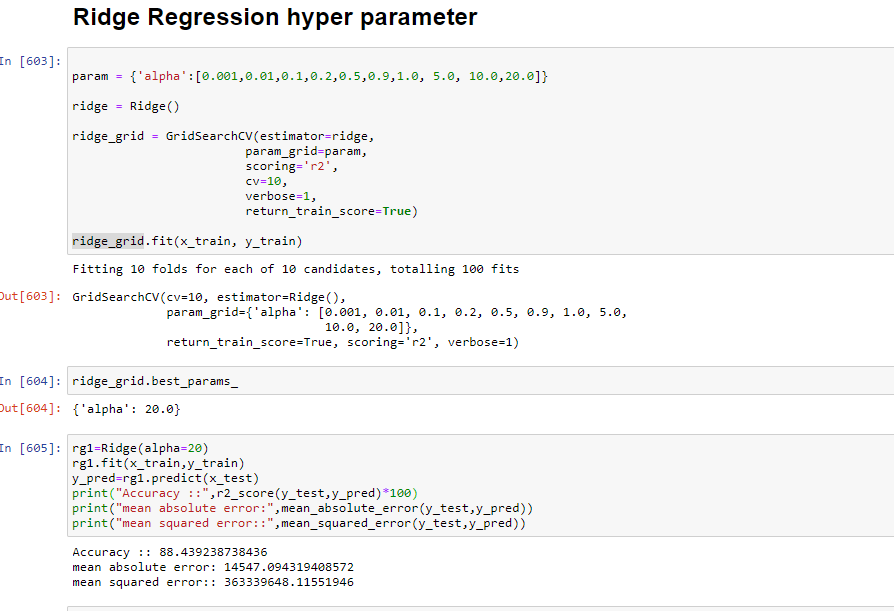 Ridge Regression hyper parameter
In [603]:
param = {'alpha':[0.001,0.01,0.1,0.2,0.5,0.9,1.0, 5.0, 10.0,20.0]}
ridge = Ridge()
ridge_grid = GridSearchCV(estimator=ridge,
param_grid=param,
scoring='r2',
cv=10,
verbose=1,
return_train_score=True)
ridge_grid.fit(x_train, y_train)
Fitting 10 folds for each of 10 candidates, totalling 100 fits
Out[603]: GridSearchCV(cv=10, estimator=Ridge(),
param_grid={'alpha': [0.001, 0.01, 0.1, 0.2, 0.5, 0.9, 1.0, 5.0,
10.0, 20.0]},
return_train_score=True, scoring='r2', verbose=1)
In [604]: ridge_grid.best_params_
Out[604]: {'alpha': 20.0}
In [605]: rg1=Ridge(alpha=20)
rg1.fit(x_train,y_train)
y_pred=rg1.predict(x_test)
print("Accuracy ::",r2_score(y_test,y_pred)*100)
print("mean absolute error:",mean_absolute_error(y_test,y_pred))
print("mean squared error::",mean_squared_error(y_test,y_pred))
Accuracy :: 88.439238738436
mean absolute error: 14547.094319408572
mean squared error:: 363339648.11551946